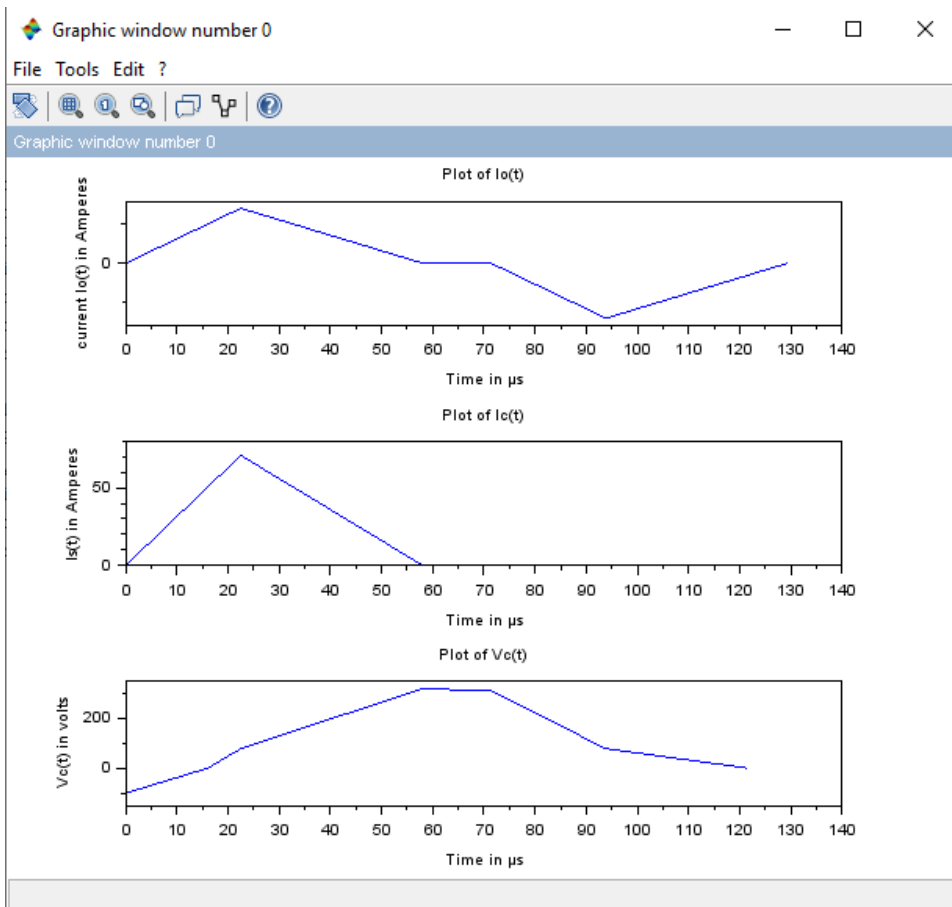 Graphic window number 0
File Tools Edit ?
Graphic window number 0
Plot of Io(t)
current Io(t) in Amperes
0
0 10 20 30 40 50 60 70 80 90 100 110 120 130 140
Time in µs
Plot of Ic(t)
Is(t) in Amperes
50
0
0 10 20 30 40 50 60 70 80 90 100 110 120 130 140
Time in µs
Plot of Vc(t)
Vc(t) in volts
200
0
0 10 20 30 40 50 60 70 80 90 100 110 120 130 140
Time in µs